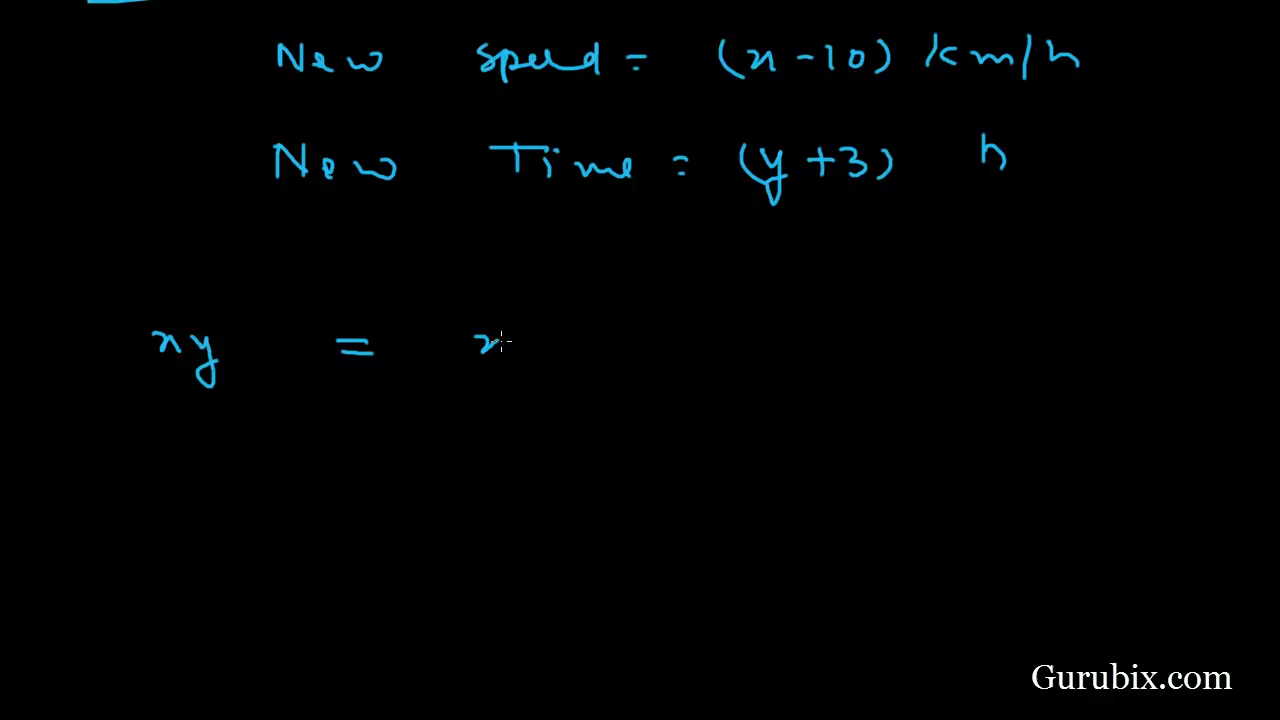 New speed = (x - 10) km/h
New Time = (y + 3) h
xy = x
Gurubix.com